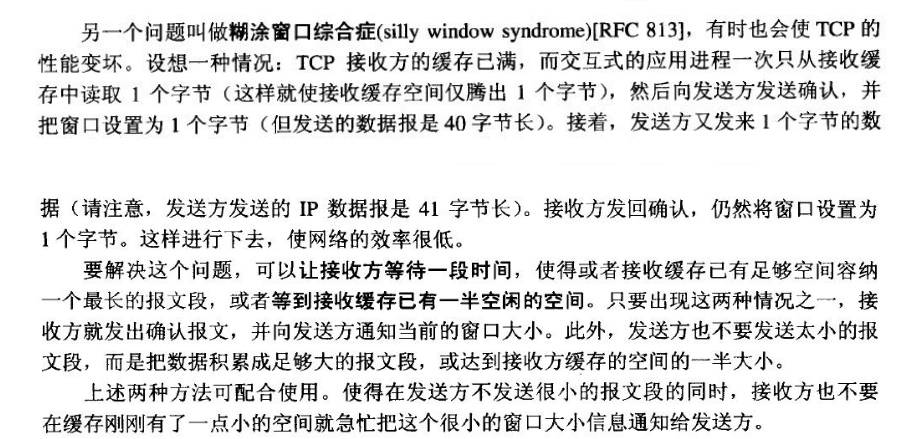 另一个问题叫做糊涂窗口综合症(silly window syndrome)[RFC 813]，有时也会使 TCP 的
性能变坏。设想一种情况：TCP 接收方的缓存已满，而交互式的应用进程一次只从接收缓
存中读取 1 个字节（这样就使接收缓存空间仅腾出 1 个字节），然后向发送方发送确认，并
把窗口设置为 1 个字节（但发送的数据报是 40 字节长）。接着，发送方又发来 1 个字节的数
据（请注意，发送方发送的 IP 数据报是 41 字节长）。接收方发回确认，仍然将窗口设置为
1 个字节。这样进行下去，使网络的效率很低。
要解决这个问题，可以让接收方等待一段时间，使得或者接收缓存已有足够空间容纳
一个最长的报文段，或者等到接收缓存已有一半空闲的空间。只要出现这两种情况之一，接
收方就发出确认报文，并向发送方通知当前的窗口大小。此外，发送方也不要发送太小的报
文段，而是把数据积累成足够大的报文段，或达到接收方缓存的空间的一半大小。
上述两种方法可配合使用。使得在发送方不发送很小的报文段的同时，接收方也不要
在缓存刚刚有了一点小的空间就急忙把这个很小的窗口大小信息通知给发送方。